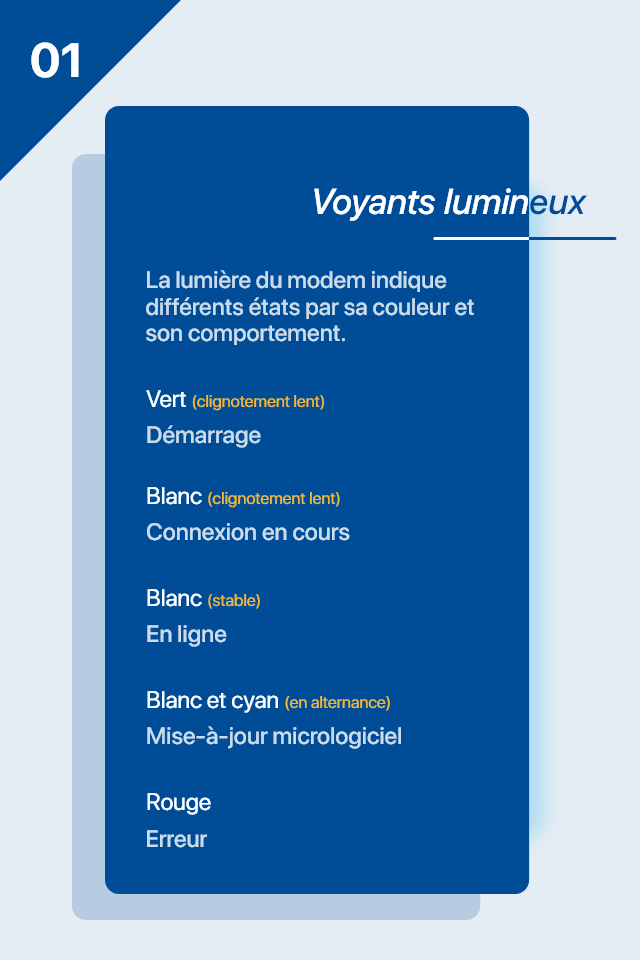 01
Voyants lumineux
La lumière du modem indique
différents états par sa couleur et
son comportement.
Vert (clignotement lent)
Démarrage
Blanc (clignotement lent)
Connexion en cours
Blanc (stable)
En ligne
Blanc et cyan (en alternance)
Mise-à-jour micrologiciel
Rouge
Erreur